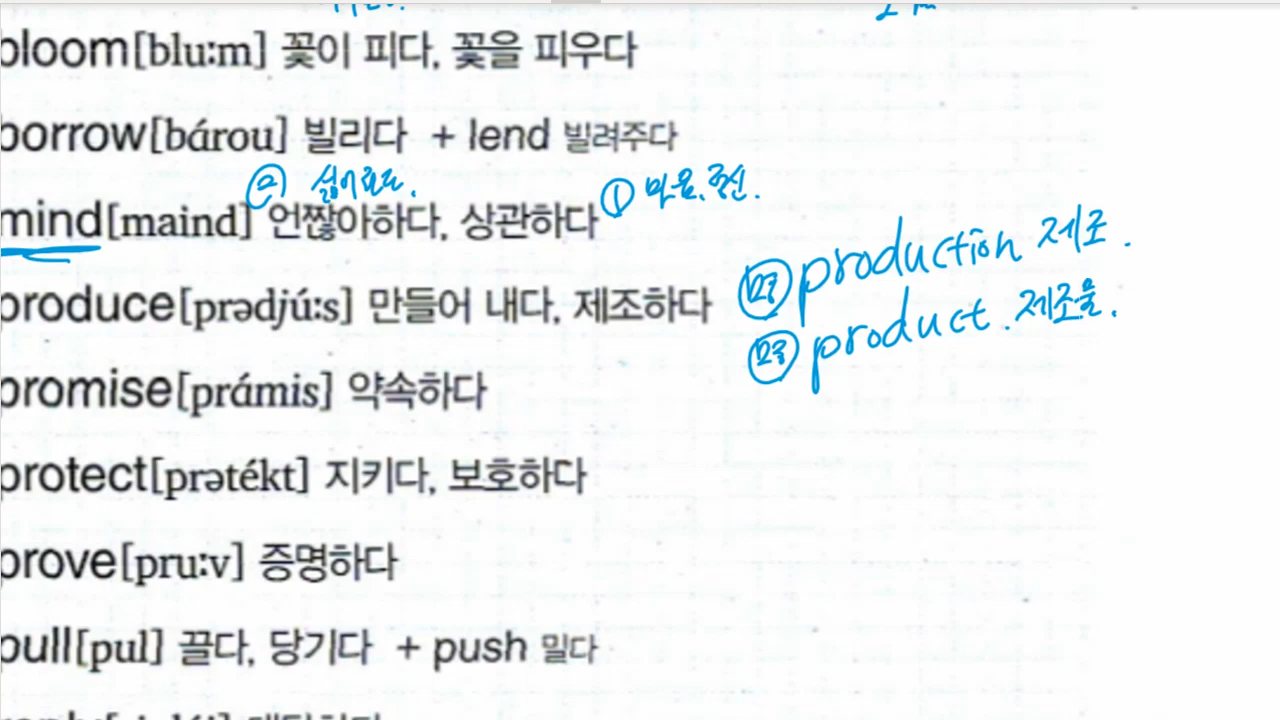 bloom[blu:m] 꽃이 피다, 꽃을 피우다
borrow[bárou] 빌리다 + lend 빌려주다
② 싫어하다. ① 마음, 정신.
mind[maind] 언짢아하다, 상관하다
production 제조.
produce[prədjú:s] 만들어 내다, 제조하다
product. 제조물.
promise[prámis] 약속하다
protect[prətékt] 지키다, 보호하다
prove[pru:v] 증명하다
pull[pul] 끌다, 당기다 + push 밀다